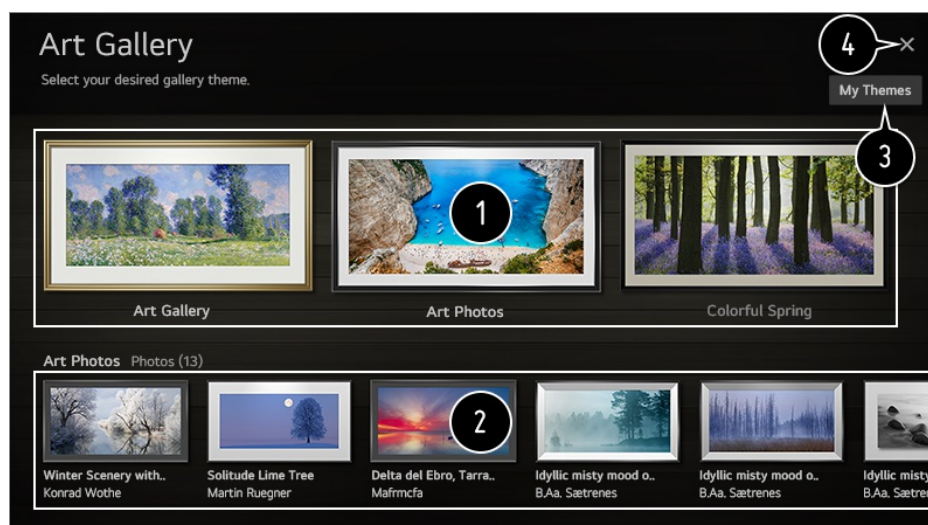 Art Gallery
4
×
Select your desired gallery theme.
My Themes
3
1
Art Gallery
Art Photos
Colorful Spring
Art Photos Photos (13)
2
Winter Scenery with..
Konrad Wothe
Solitude Lime Tree
Martin Ruegner
Delta del Ebro, Tarra..
Mafrmcfa
Idyllic misty mood o..
B.Aa. Sætrenes
Idyllic misty mood o..
B.Aa. Sætrenes
Idyllic misty
B.Aa. Sætre